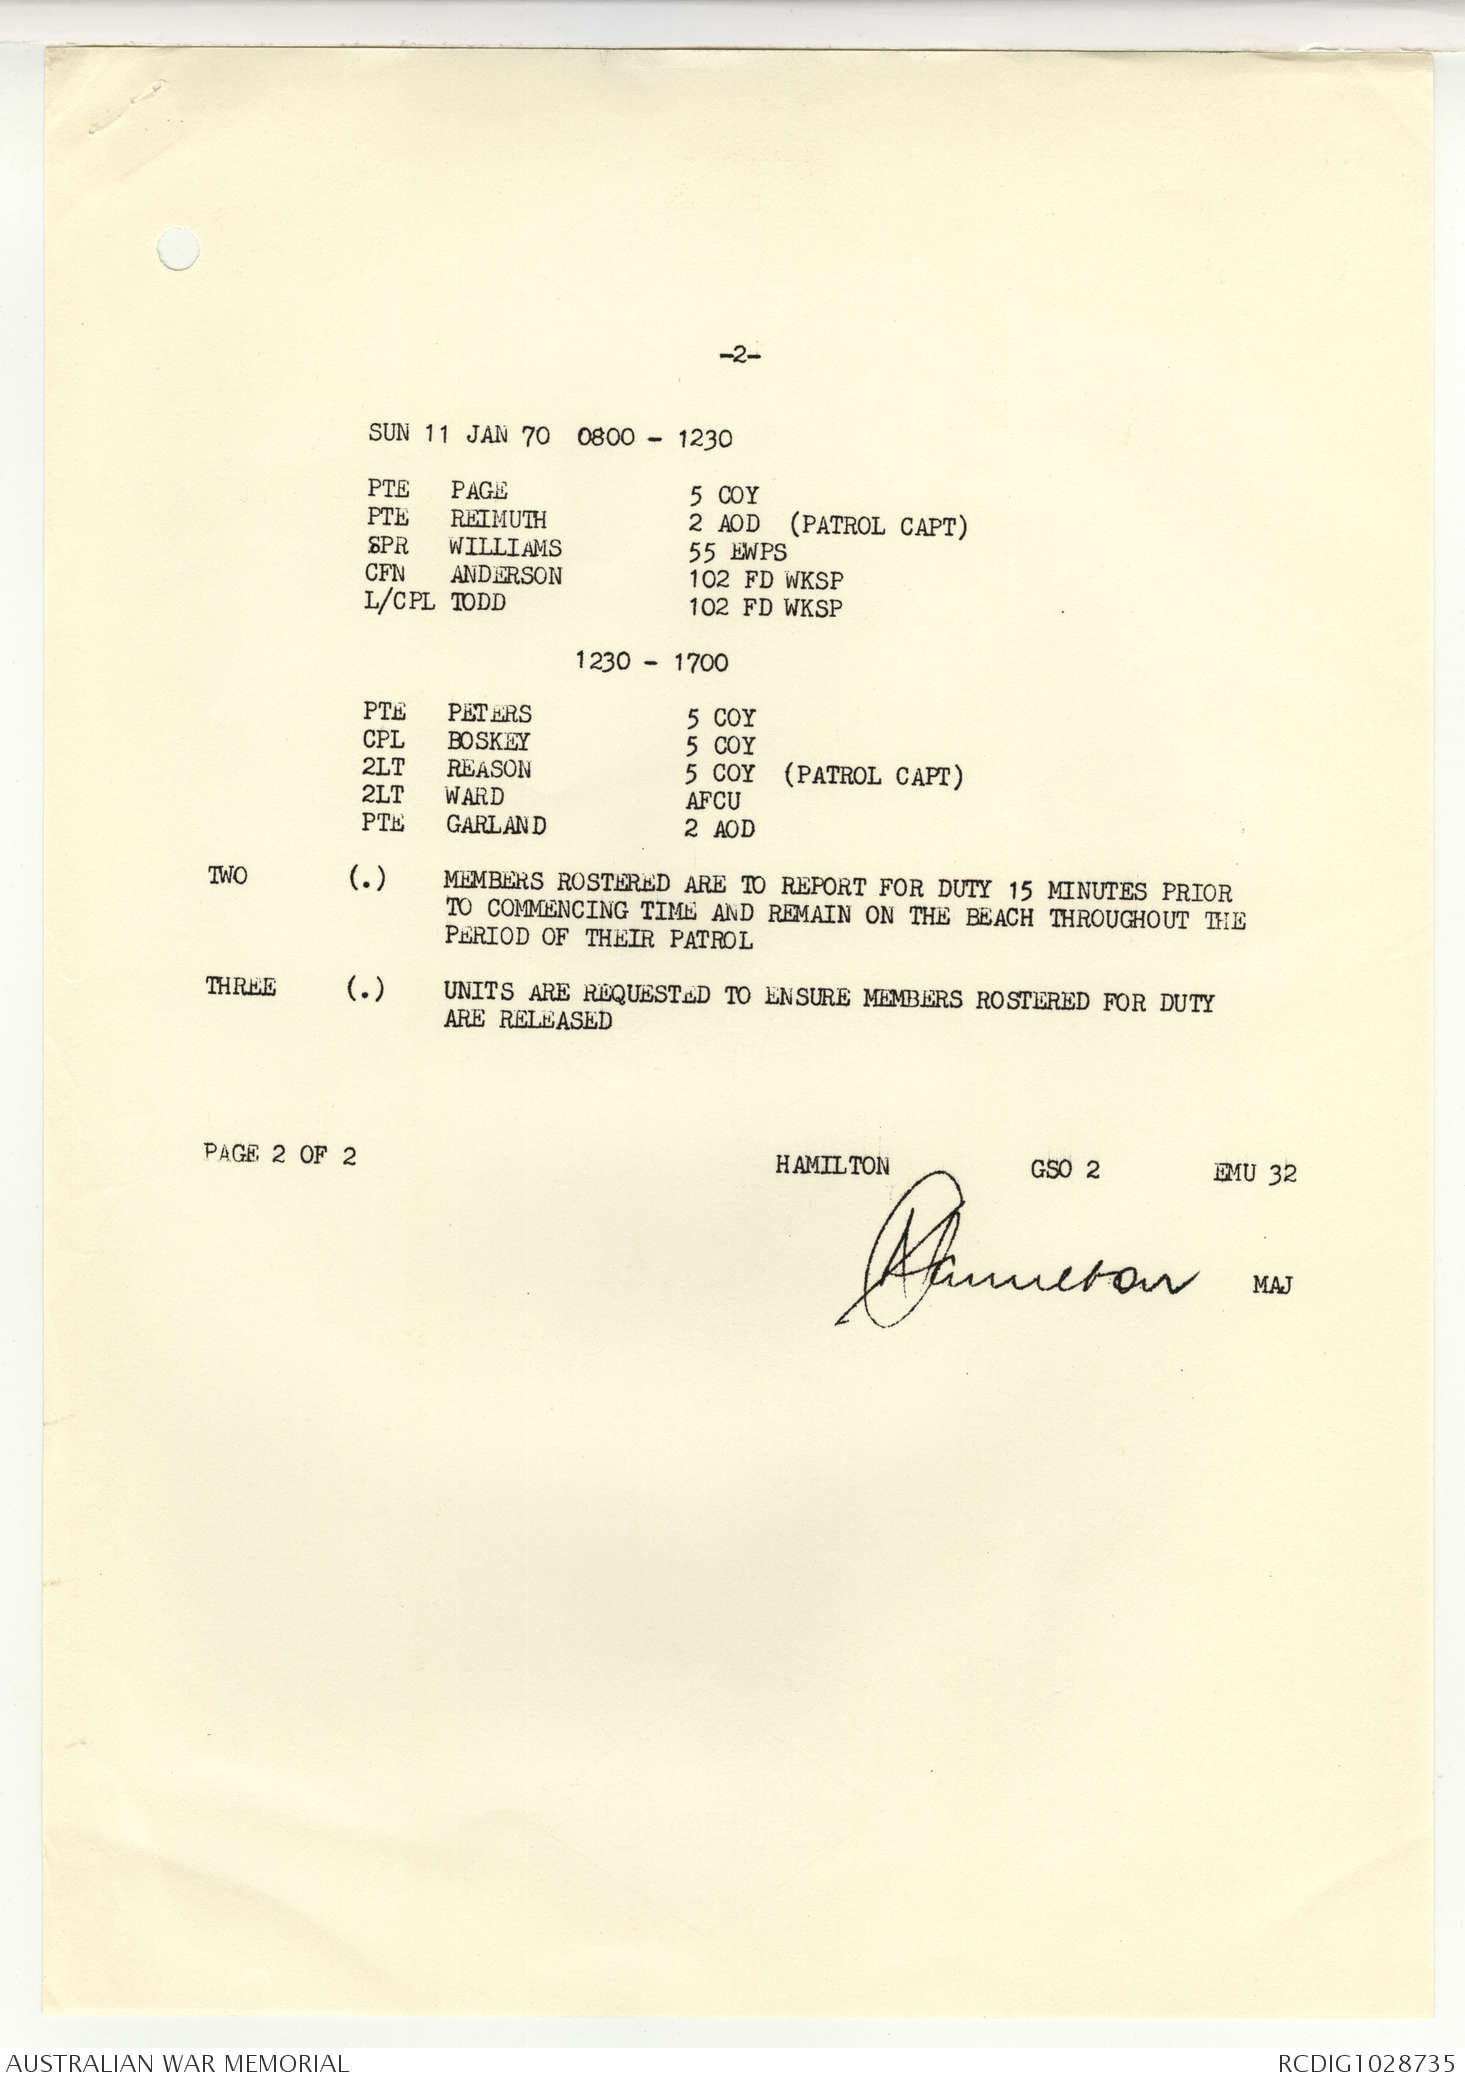 -2-
SUN 11 JAN 70 0800 - 1230
PTE PAGE 5 COY
PTE REIMUTH 2 AOD (PATROL CAPT)
SPR WILLIAMS 55 EWPS
CFN ANDERSON 102 FD WKSP
L/CPL TODD 102 FD WKSP
1230 - 1700
PTE PETERS 5 COY
CPL BOSKEY 5 COY
2LT REASON 5 COY (PATROL CAPT)
2LT WARD AFCU
PTE GARLAND 2 AOD
TWO (.) MEMBERS ROSTERED ARE TO REPORT FOR DUTY 15 MINUTES PRIOR
TO COMMENCING TIME AND REMAIN ON THE BEACH THROUGHOUT THE
PERIOD OF THEIR PATROL
THREE (.) UNITS ARE REQUESTED TO ENSURE MEMBERS ROSTERED FOR DUTY
ARE RELEASED
PAGE 2 OF 2 HAMILTON GSO 2 EMU 32
Hamilton MAJ
AUSTRALIAN WAR MEMORIAL RCDIG1028735